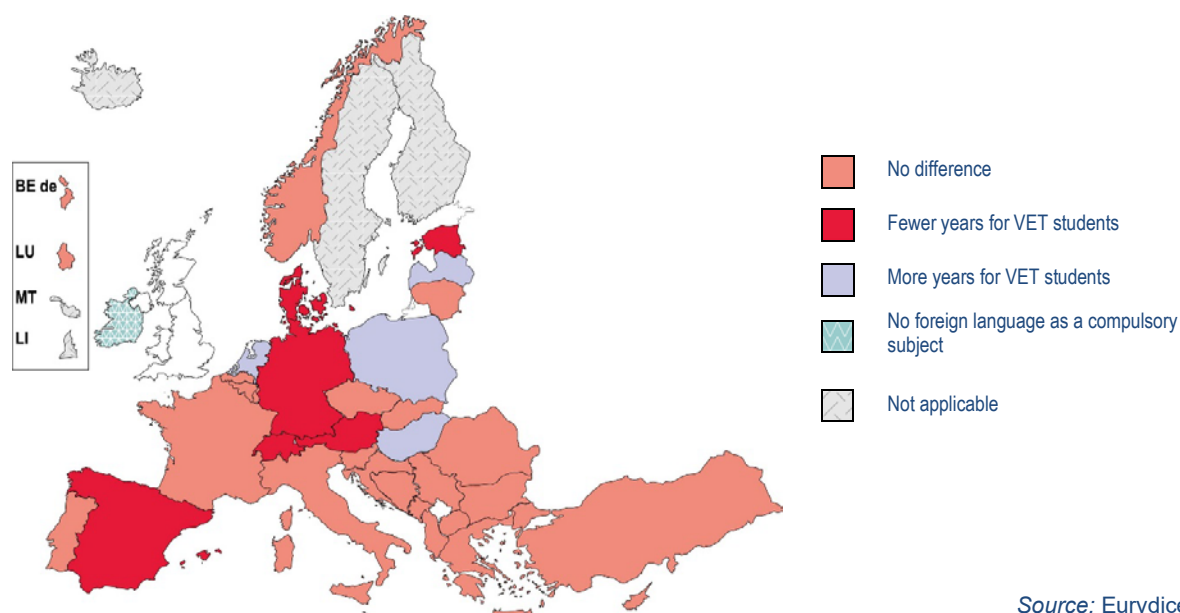 BE de
LU
MT
LI
No difference
Fewer years for VET students
More years for VET students
No foreign language as a compulsory
subject
Not applicable
Source: Eurydice